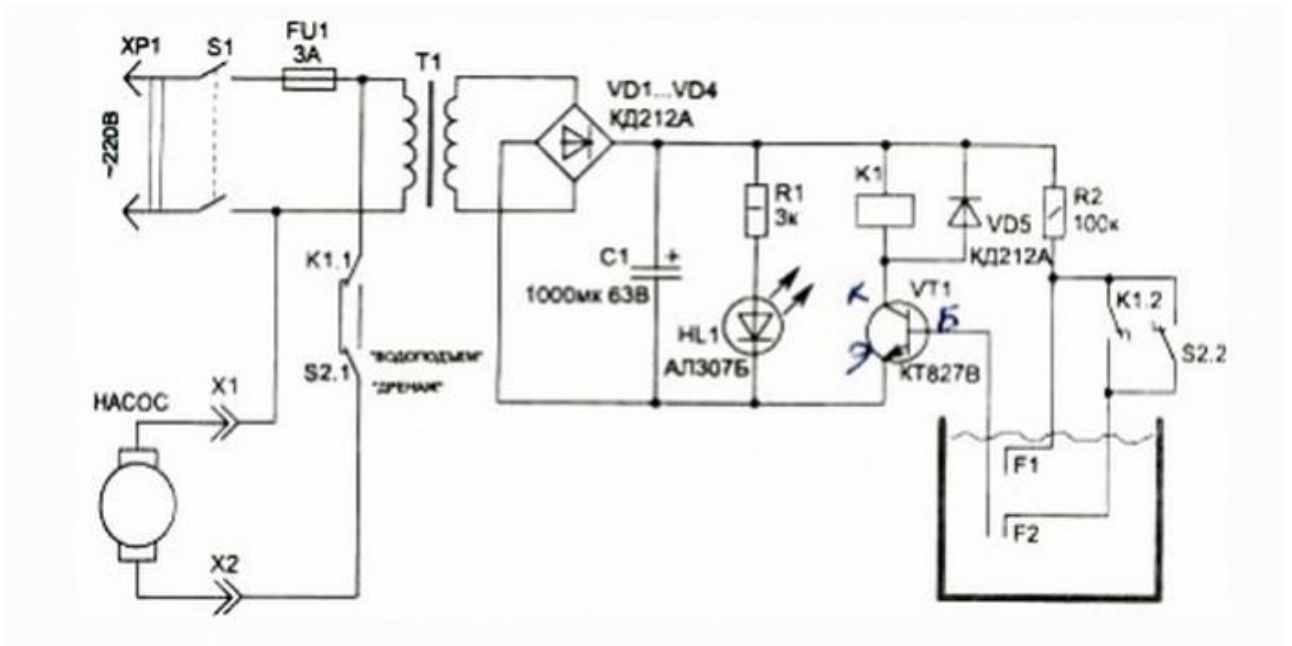 XP1
S1
FU1
3А
T1
~220В
VD1...VD4
КД212А
R1
3к
K1
VD5
КД212А
R2
100к
C1
+
1000мк 63В
HL1
АЛ307Б
К
Э
Б
VT1
КТ827В
K1.1
S2.1
"ВОДОПОДЪЕМ"
"ДРЕНАЖ"
K1.2
S2.2
НАСОС
X1
X2
F1
F2